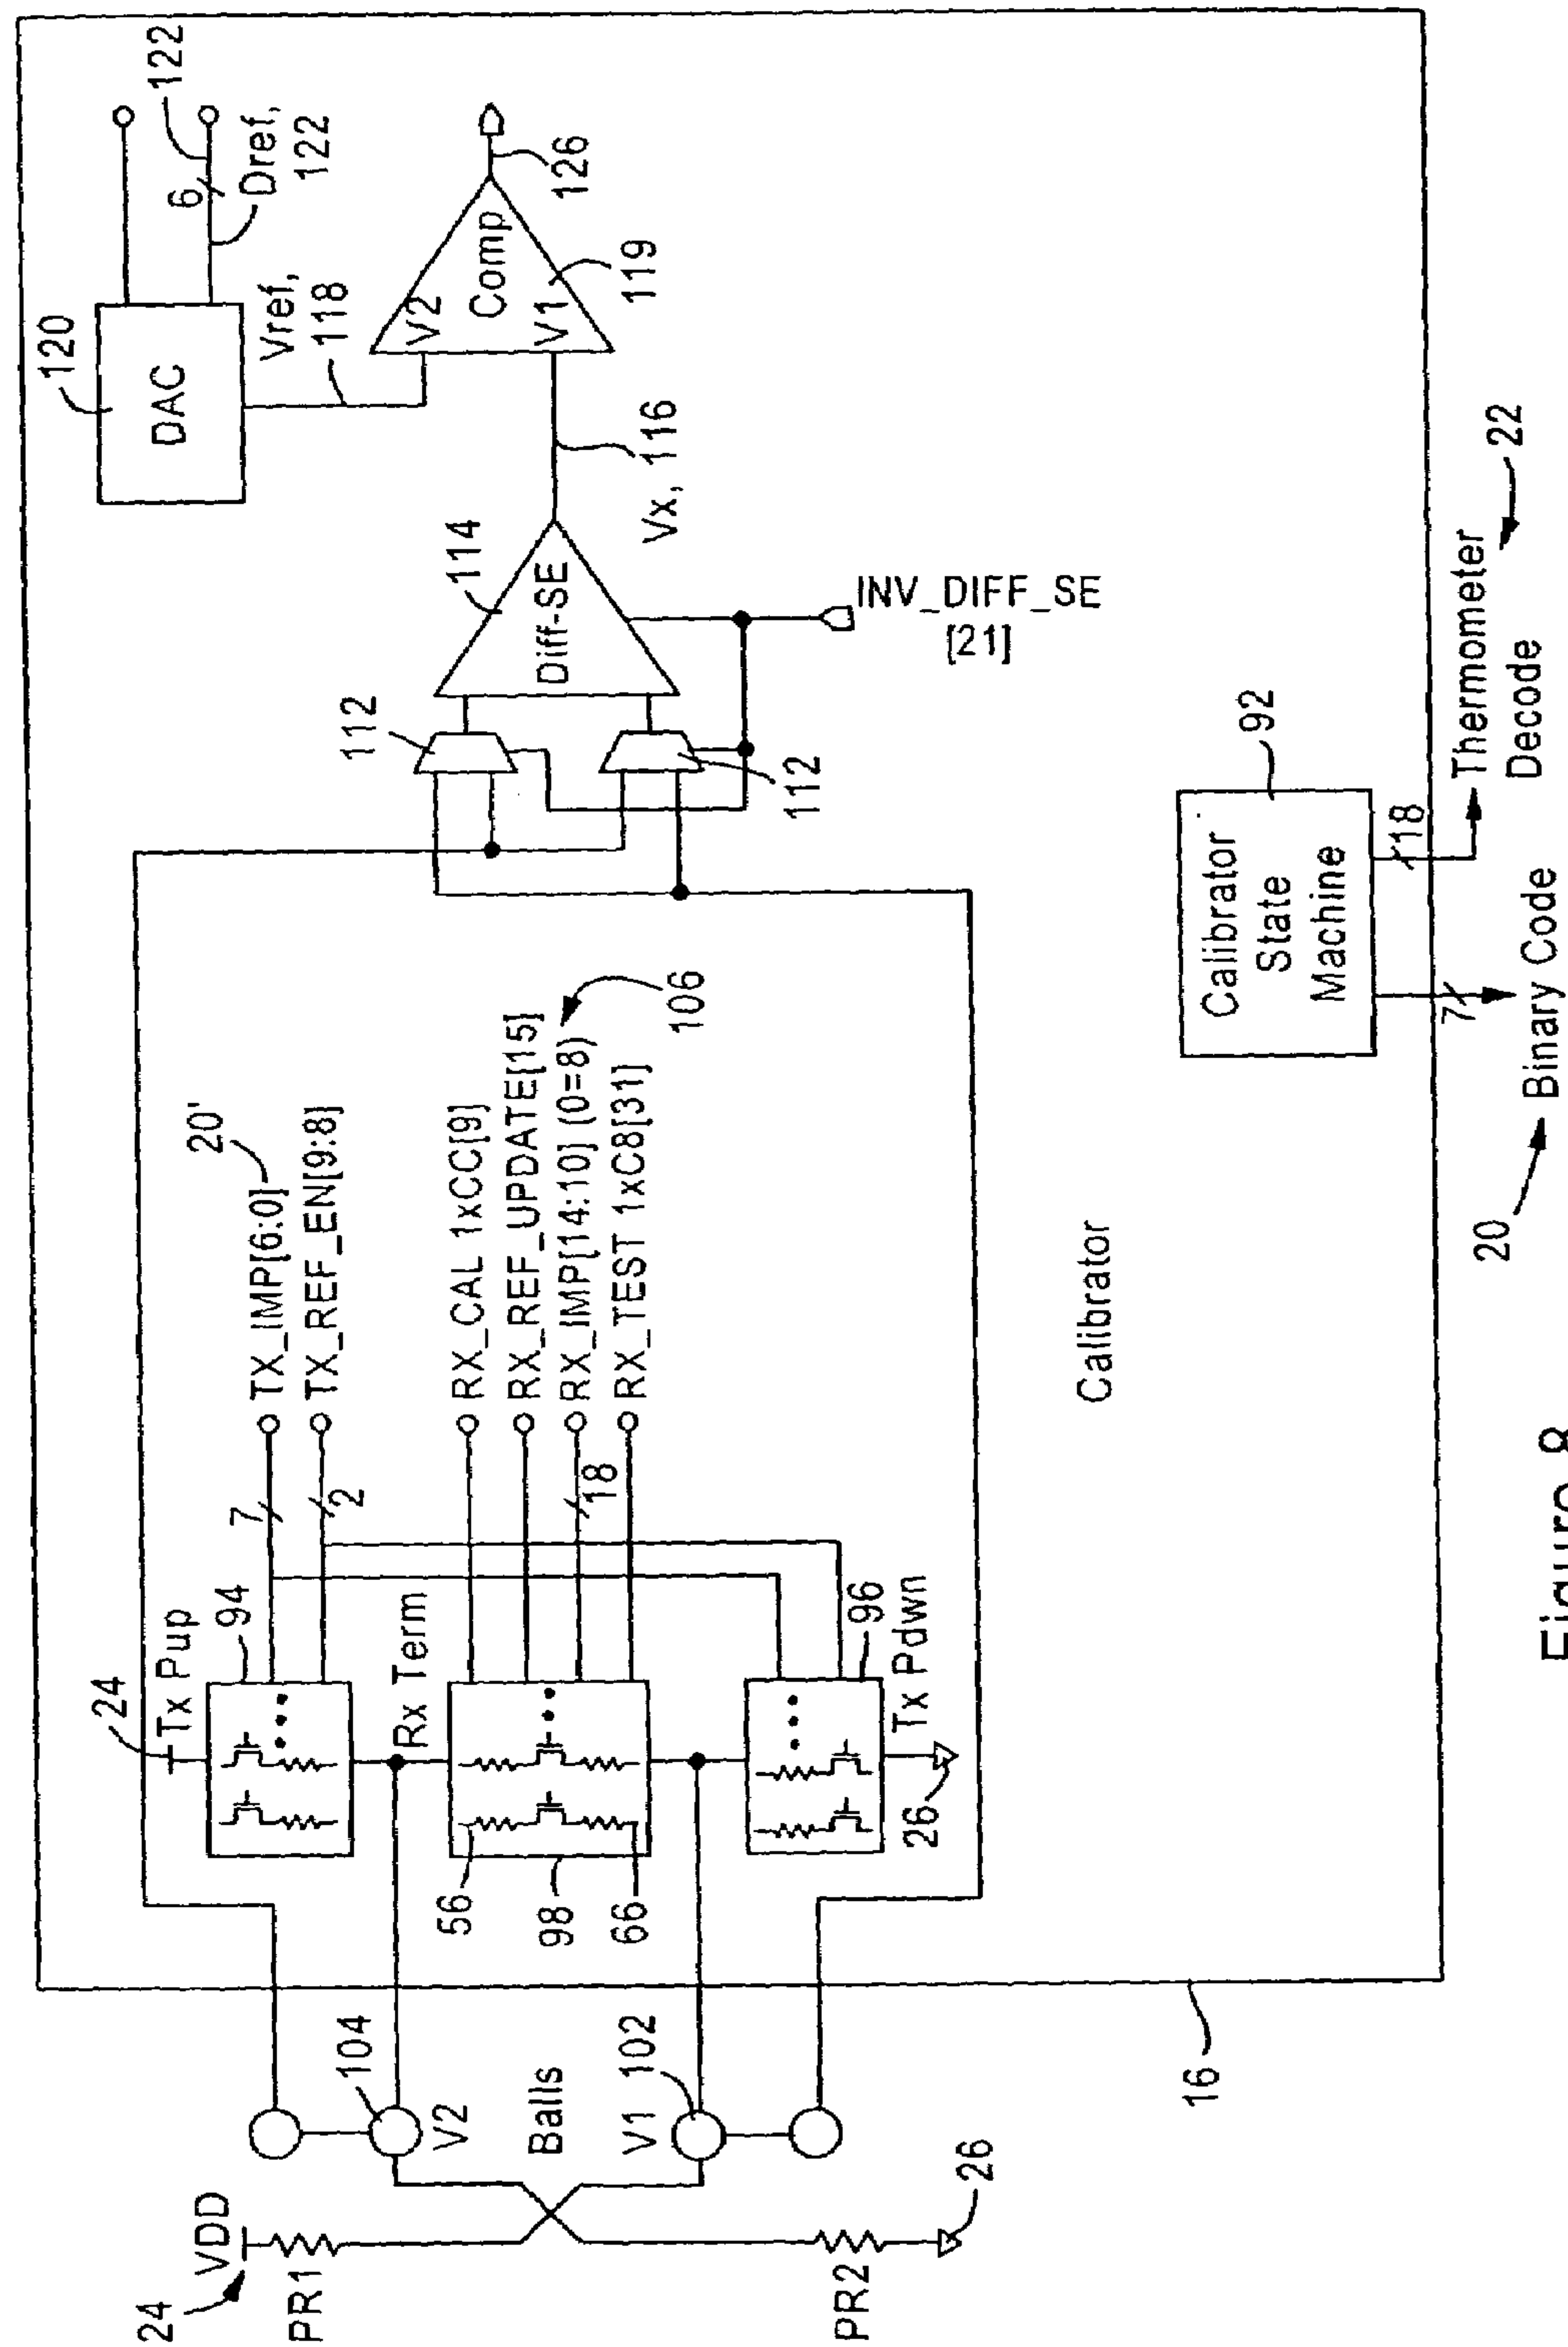 24
VDD
PR1
PR2
26
104
V2
Balls
V1
102
16
24
Tx Pup
94
7
TX_IMP[6:0]
20'
2
TX_REF_EN[9:8]
Rx Term
56
98
66
RX_CAL 1xCC[9]
RX_REF_UPDATE[15]
18
RX_IMP[14:10] (0=8)
RX_TEST 1xC8[31]
106
96
Tx Pdwn
26
112
112
114
Diff-SE
INV_DIFF_SE
[21]
Vx, 116
120
DAC
Vref,
118
6
122
Dref,
122
V2
V1
Comp
119
126
Calibrator
92
Calibrator
State
Machine
7
18
20
Binary Code
Thermometer
Decode
22
Figure 8